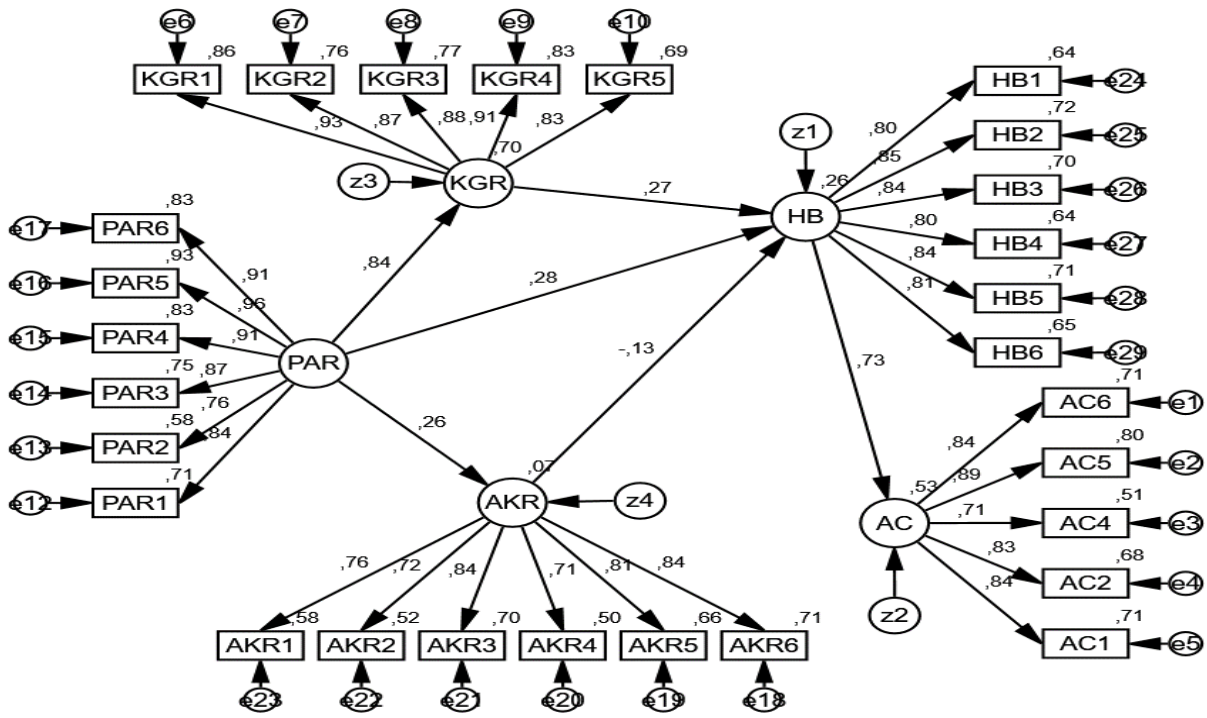 e6 e7 e8 e9 e10
,86 ,76 ,77 ,83 ,69
KGR1 KGR2 KGR3 KGR4 KGR5
,93 ,87 ,88 ,91 ,83
,70
z3 KGR
,27
z1
,26
HB
,64
HB1 e24
,80
,72
HB2 e25
,85
,70
HB3 e26
,84
,64
HB4 e27
,80
,71
HB5 e28
,84
,65
HB6 e29
,81
,83
e17 PAR6
,91
,93
e16 PAR5
,96
,83
e15 PAR4
,91
,75
e14 PAR3
,87
,58
e13 PAR2
,76
,71
e12 PAR1
,84
PAR
,84
,28
-,13
,26
,73
,07
AKR z4
,76 ,72 ,84 ,71 ,81 ,84
,58 ,52 ,70 ,50 ,66 ,71
AKR1 AKR2 AKR3 AKR4 AKR5 AKR6
e23 e22 e21 e20 e19 e18
,53
AC
z2
,71
AC6 e1
,84
,80
AC5 e2
,89
,51
AC4 e3
,71
,68
AC2 e4
,83
,71
AC1 e5
,84